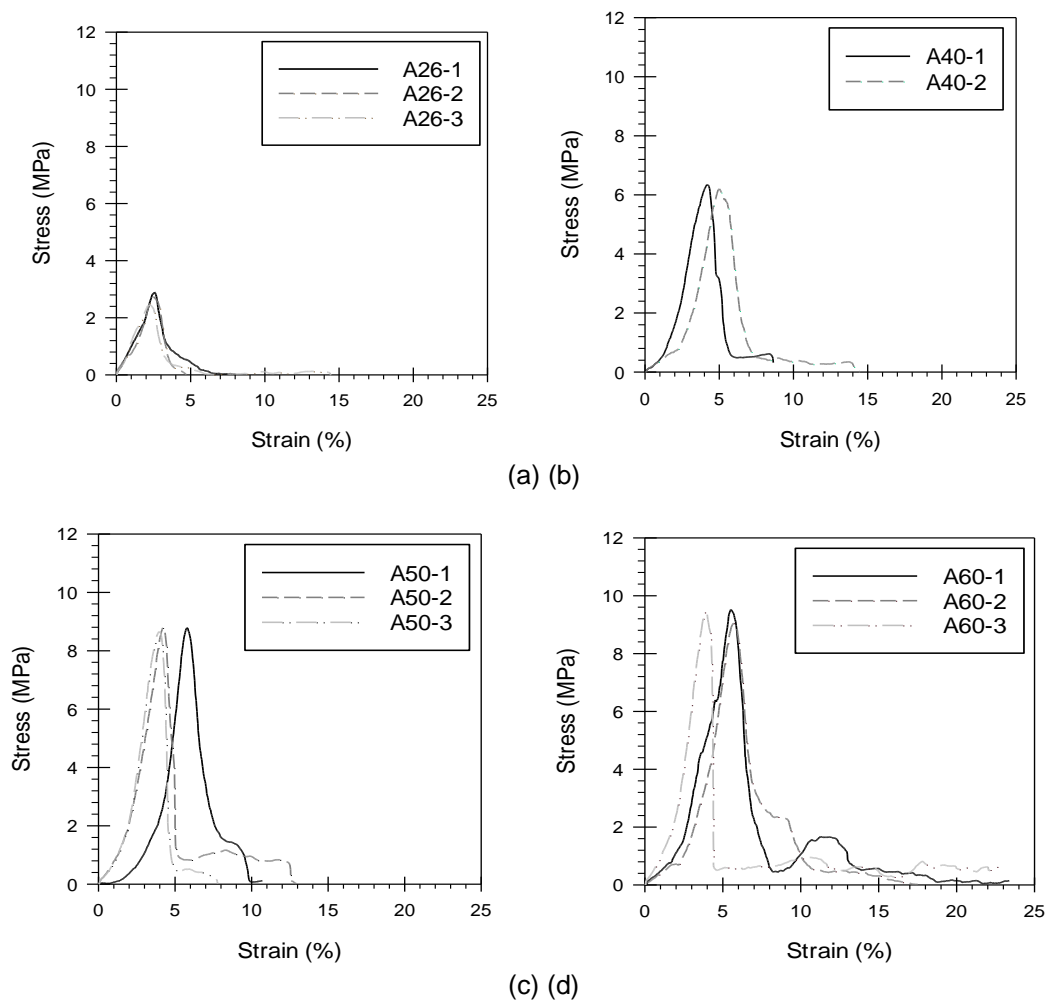 12
10
8
6
4
2
0
Stress (MPa)
A26-1
A26-2
A26-3
0 5 10 15 20 25
Strain (%)
12
10
8
6
4
2
0
Stress (MPa)
A40-1
A40-2
0 5 10 15 20 25
Strain (%)
(a) (b)
12
10
8
6
4
2
0
Stress (MPa)
A50-1
A50-2
A50-3
0 5 10 15 20 25
Strain (%)
12
10
8
6
4
2
0
Stress (MPa)
A60-1
A60-2
A60-3
0 5 10 15 20 25
Strain (%)
(c) (d)